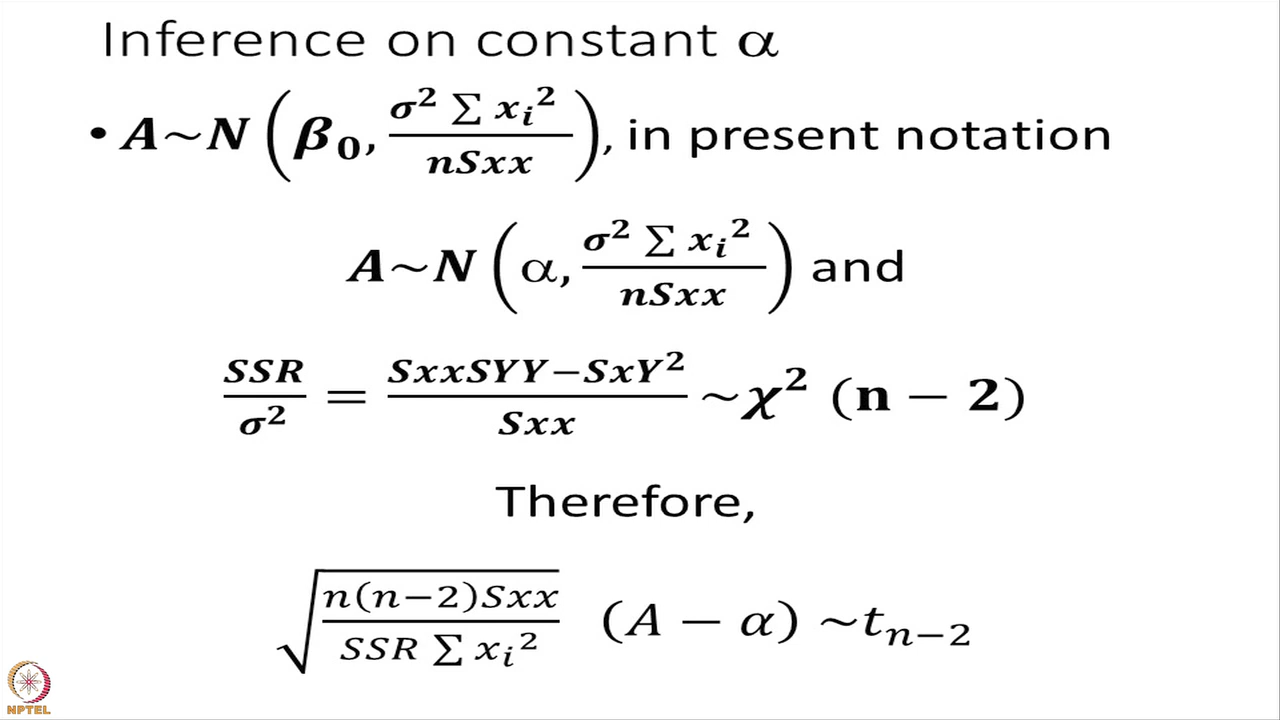 Inference on constant α
• A~N(β₀, σ² ∑ xᵢ² / nSxx), in present notation
A~N(α, σ² ∑ xᵢ² / nSxx) and
SSR / σ² = SxxSYY−SxY² / Sxx ~χ² (n − 2)
Therefore,
√(n(n−2)Sxx / SSR ∑ xᵢ²) (A − α) ~tₙ₋₂
NPTEL